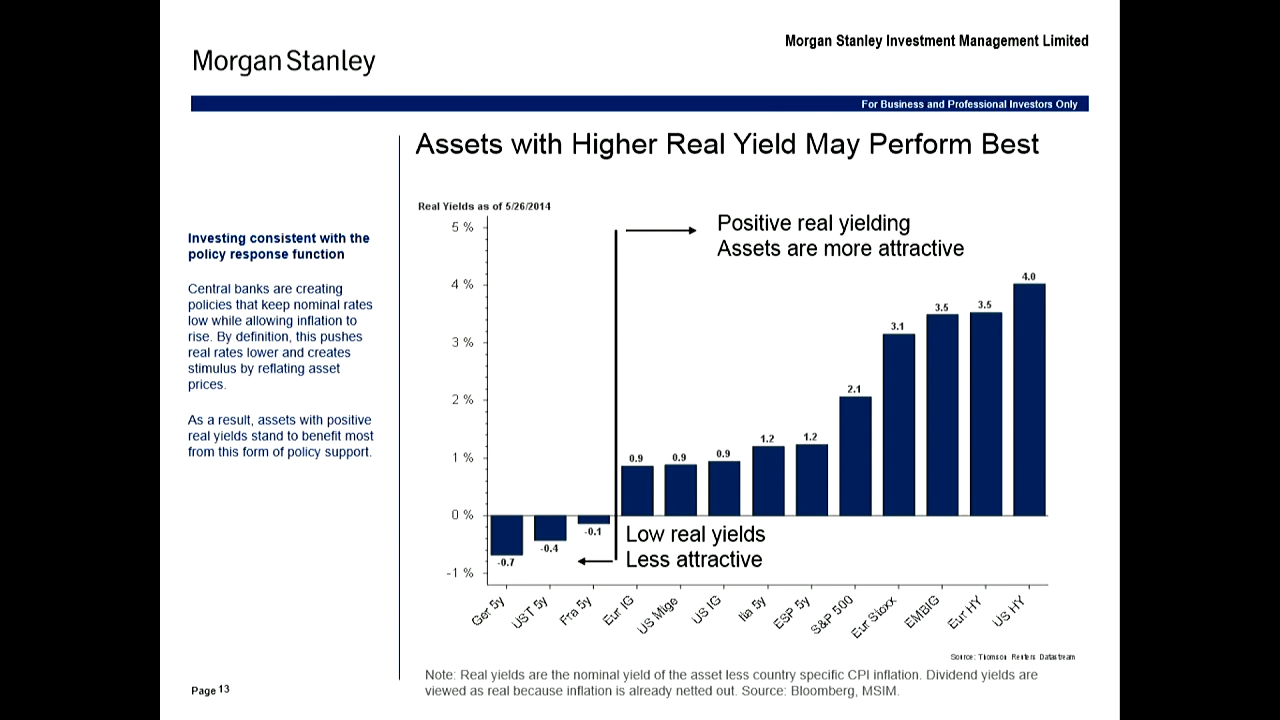 Morgan Stanley Investment Management Limited
Morgan Stanley
For Business and Professional Investors Only
Assets with Higher Real Yield May Perform Best
Investing consistent with the
policy response function
Central banks are creating
policies that keep nominal rates
low while allowing inflation to
rise. By definition, this pushes
real rates lower and creates
stimulus by reflating asset
prices.
As a result, assets with positive
real yields stand to benefit most
from this form of policy support.
Real Yields as of 5/26/2014
5 %
4 %
3 %
2 %
1 %
0 %
-1 %
Positive real yielding
Assets are more attractive
Low real yields
Less attractive
-0.7
-0.4
-0.1
0.9
0.9
0.9
1.2
1.2
2.1
3.1
3.5
3.5
4.0
Ger 5y
UST 5y
Fra 5y
Eur IG
US Mtge
US IG
Ita 5y
ESP 5y
S&P 500
Eur Stoxx
EMBIG
Eur HY
US HY
Source: Thomson Reuters Datastream
Note: Real yields are the nominal yield of the asset less country specific CPI inflation. Dividend yields are
viewed as real because inflation is already netted out. Source: Bloomberg, MSIM.
Page 13